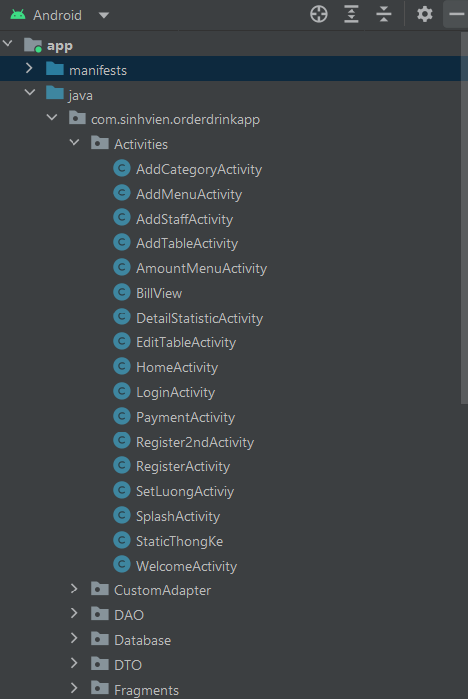 Android
app
manifests
java
com.sinhvien.orderdrinkapp
Activities
AddCategoryActivity
AddMenuActivity
AddStaffActivity
AddTableActivity
AmountMenuActivity
BillView
DetailStatisticActivity
EditTableActivity
HomeActivity
LoginActivity
PaymentActivity
Register2ndActivity
RegisterActivity
SetLuongActiviy
SplashActivity
StaticThongKe
WelcomeActivity
CustomAdapter
DAO
Database
DTO
Fragments